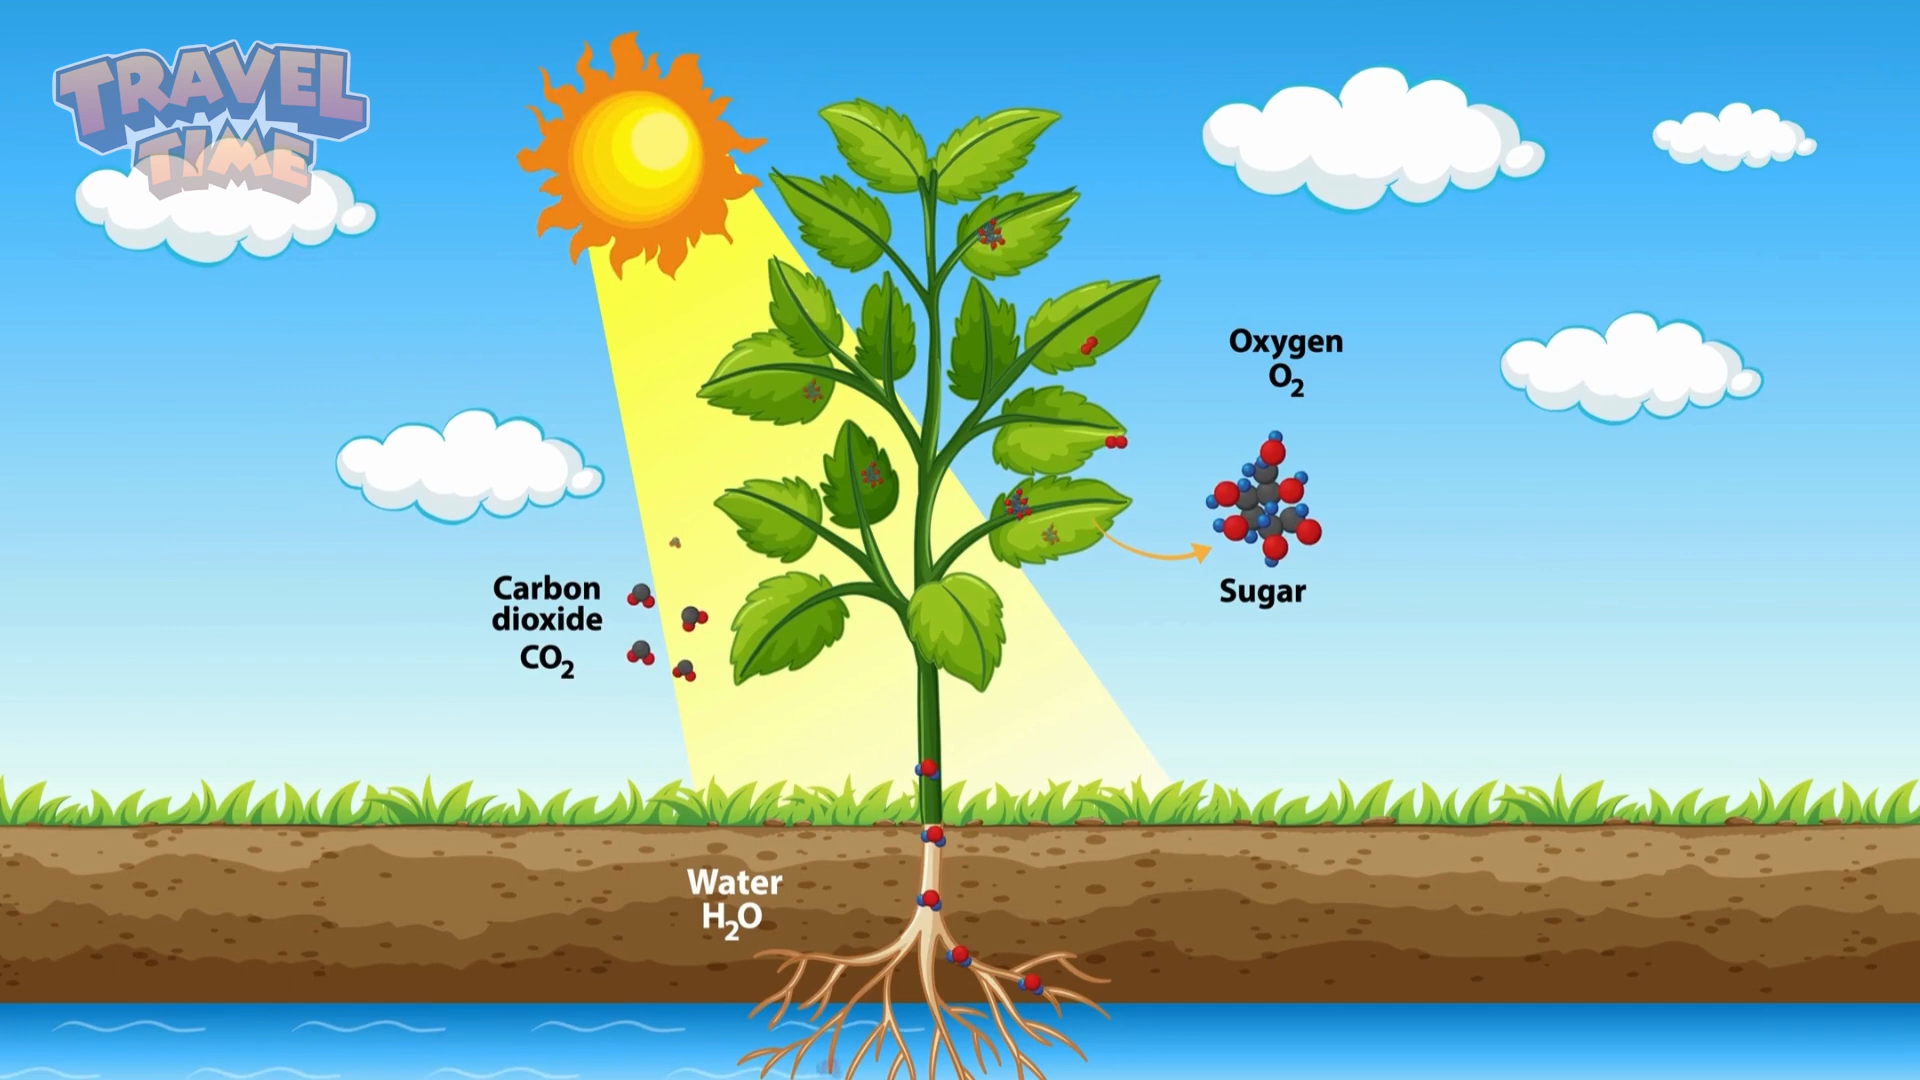 TRAVEL
TIME
Oxygen
O₂
Sugar
Carbon
dioxide
CO₂
Water
H₂O